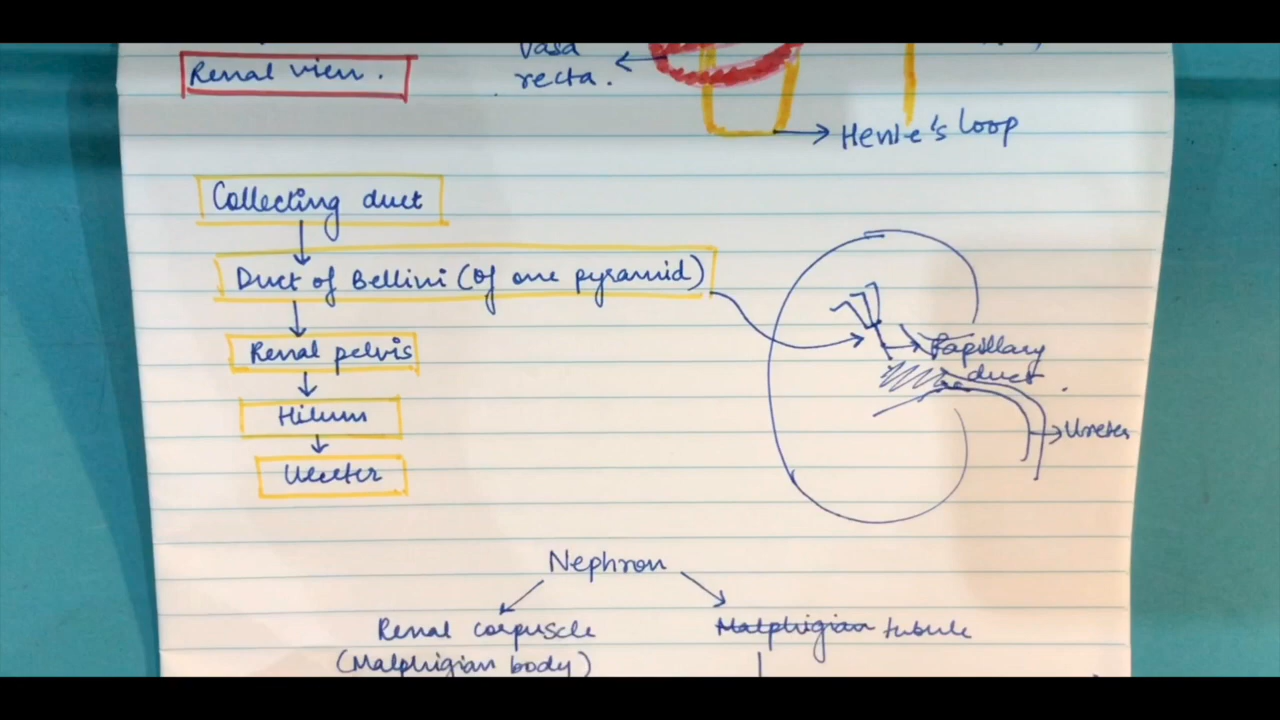 Vasa
recta.
Renal vien.
Henle's loop
Collecting duct
Duct of Bellini (of one pyramid)
Renal pelvis
Hilum
Ureter
Papillary
duct.
Ureter
Nephron
Renal corpuscle
(Malphigian body)
Malphigian tubule